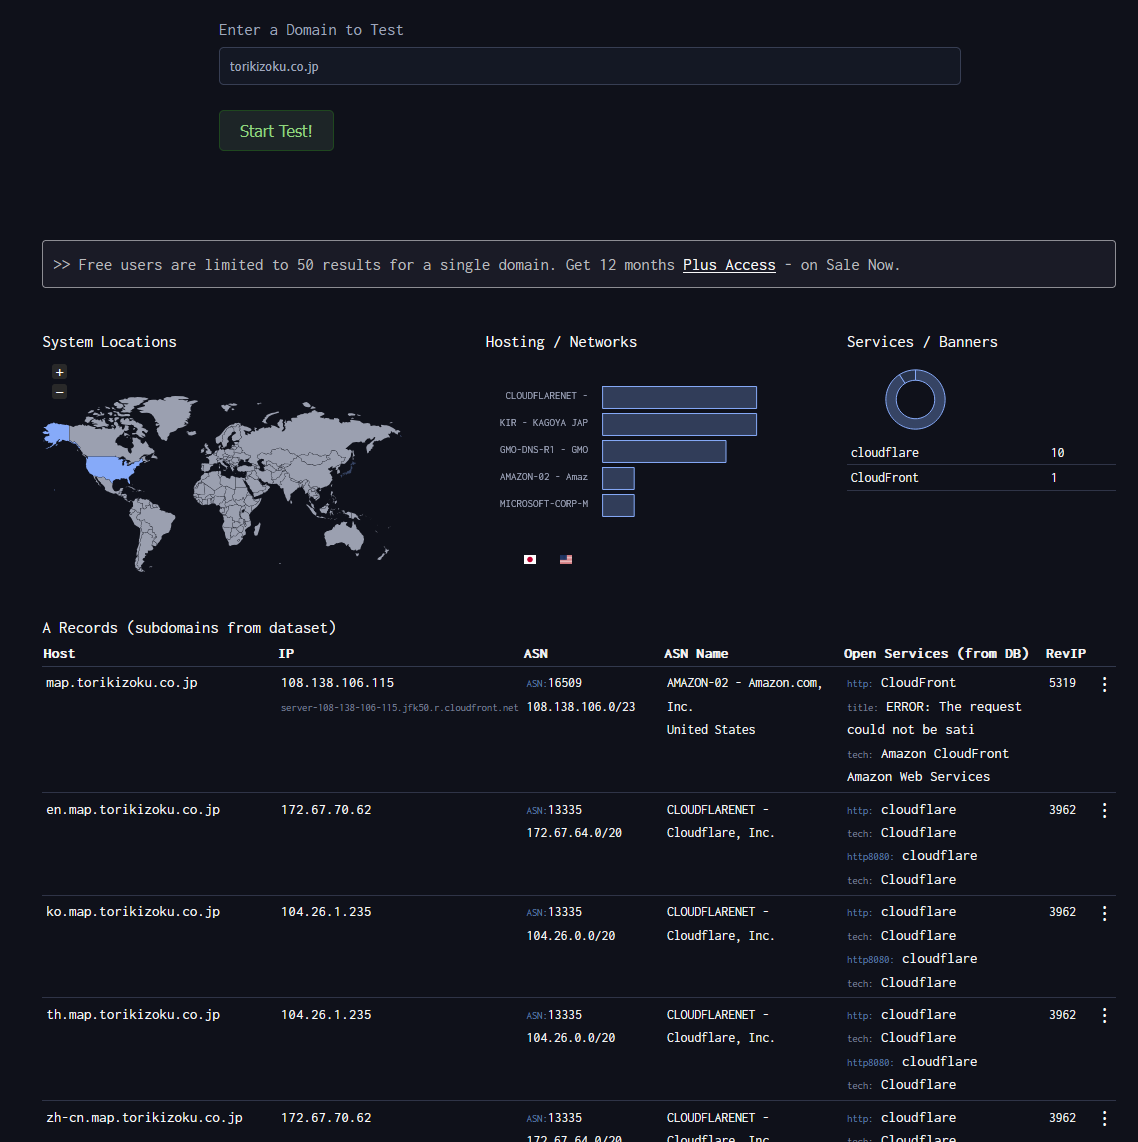 Enter a Domain to Test
torikizoku.co.jp
Start Test!
>> Free users are limited to 50 results for a single domain. Get 12 months Plus Access - on Sale Now.
System Locations
+
−
Hosting / Networks
CLOUDFLARENET -
KIR - KAGOYA JAP
GMO-DNS-R1 - GMO
AMAZON-02 - Amaz
MICROSOFT-CORP-M
Services / Banners
cloudflare 10
CloudFront 1
A Records (subdomains from dataset)
Host IP ASN ASN Name Open Services (from DB) RevIP
map.torikizoku.co.jp 108.138.106.115 ASN:16509 AMAZON-02 - Amazon.com, http: CloudFront 5319
server-108-138-106-115.jfk50.r.cloudfront.net 108.138.106.0/23 Inc. title: ERROR: The request
United States could not be sati
tech: Amazon CloudFront
Amazon Web Services
en.map.torikizoku.co.jp 172.67.70.62 ASN:13335 CLOUDFLARENET - http: cloudflare 3962
172.67.64.0/20 Cloudflare, Inc. tech: Cloudflare
http8080: cloudflare
tech: Cloudflare
ko.map.torikizoku.co.jp 104.26.1.235 ASN:13335 CLOUDFLARENET - http: cloudflare 3962
104.26.0.0/20 Cloudflare, Inc. tech: Cloudflare
http8080: cloudflare
tech: Cloudflare
th.map.torikizoku.co.jp 104.26.1.235 ASN:13335 CLOUDFLARENET - http: cloudflare 3962
104.26.0.0/20 Cloudflare, Inc. tech: Cloudflare
http8080: cloudflare
tech: Cloudflare
zh-cn.map.torikizoku.co.jp 172.67.70.62 ASN:13335 CLOUDFLARENET - http: cloudflare 3962
172.67.64.0/20 Cloudflare, Inc. tech: Cloudflare